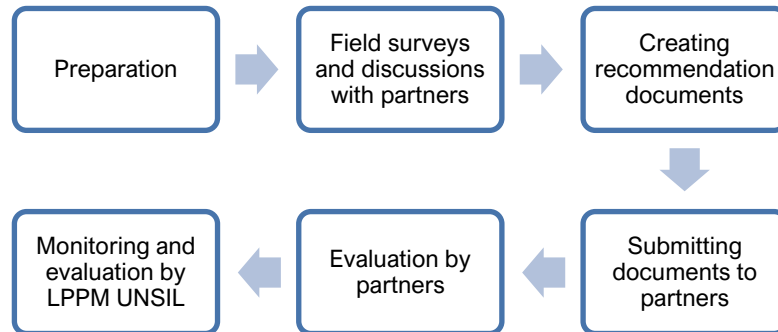 Preparation
Field surveys
and discussions
with partners
Creating
recommendation
documents
Submitting
documents to
partners
Evaluation by
partners
Monitoring and
evaluation by
LPPM UNSIL